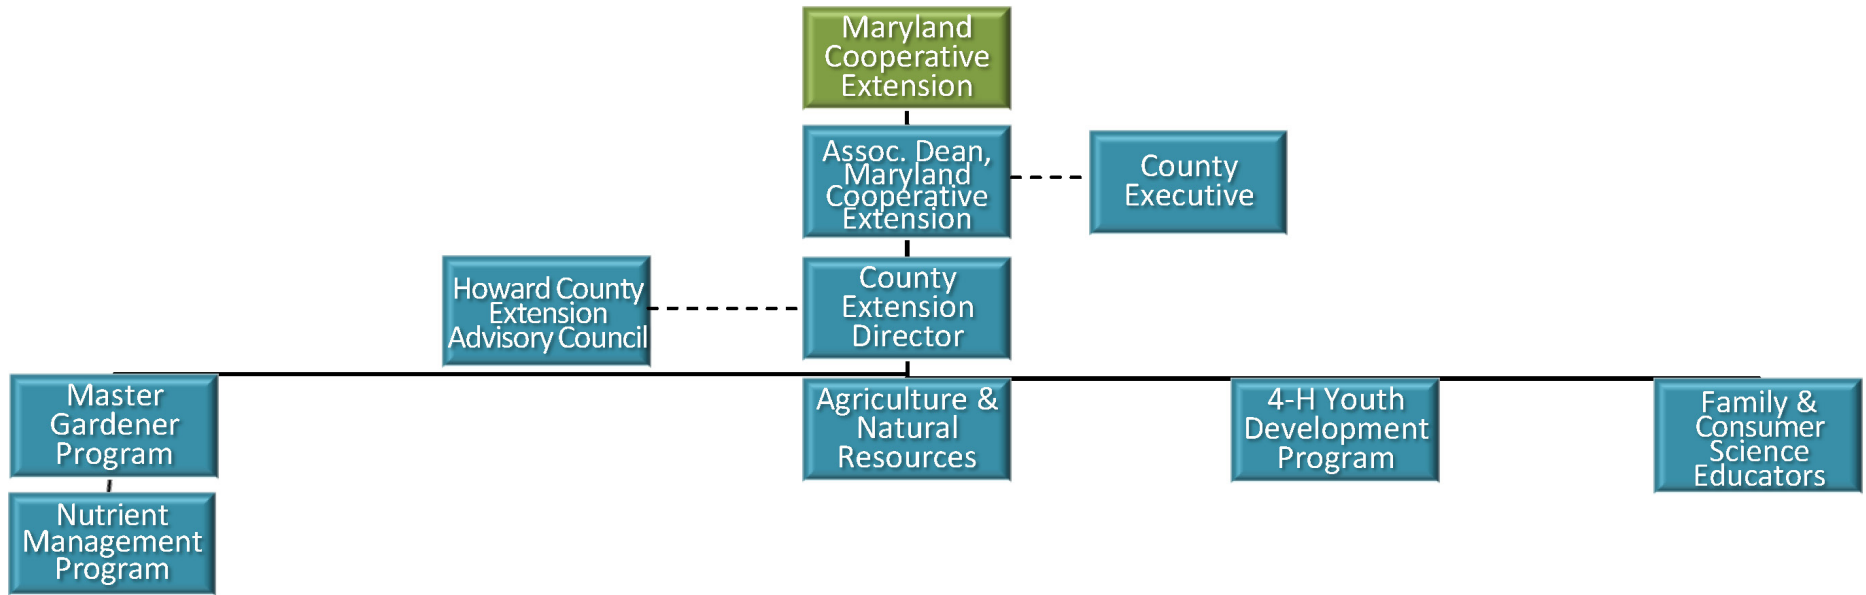 Maryland
Cooperative
Extension
Assoc. Dean,
Maryland
Cooperative
Extension
County
Executive
Howard County
Extension
Advisory Council
County
Extension
Director
Master
Gardener
Program
Agriculture &
Natural
Resources
4-H Youth
Development
Program
Family &
Consumer
Science
Educators
Nutrient
Management
Program